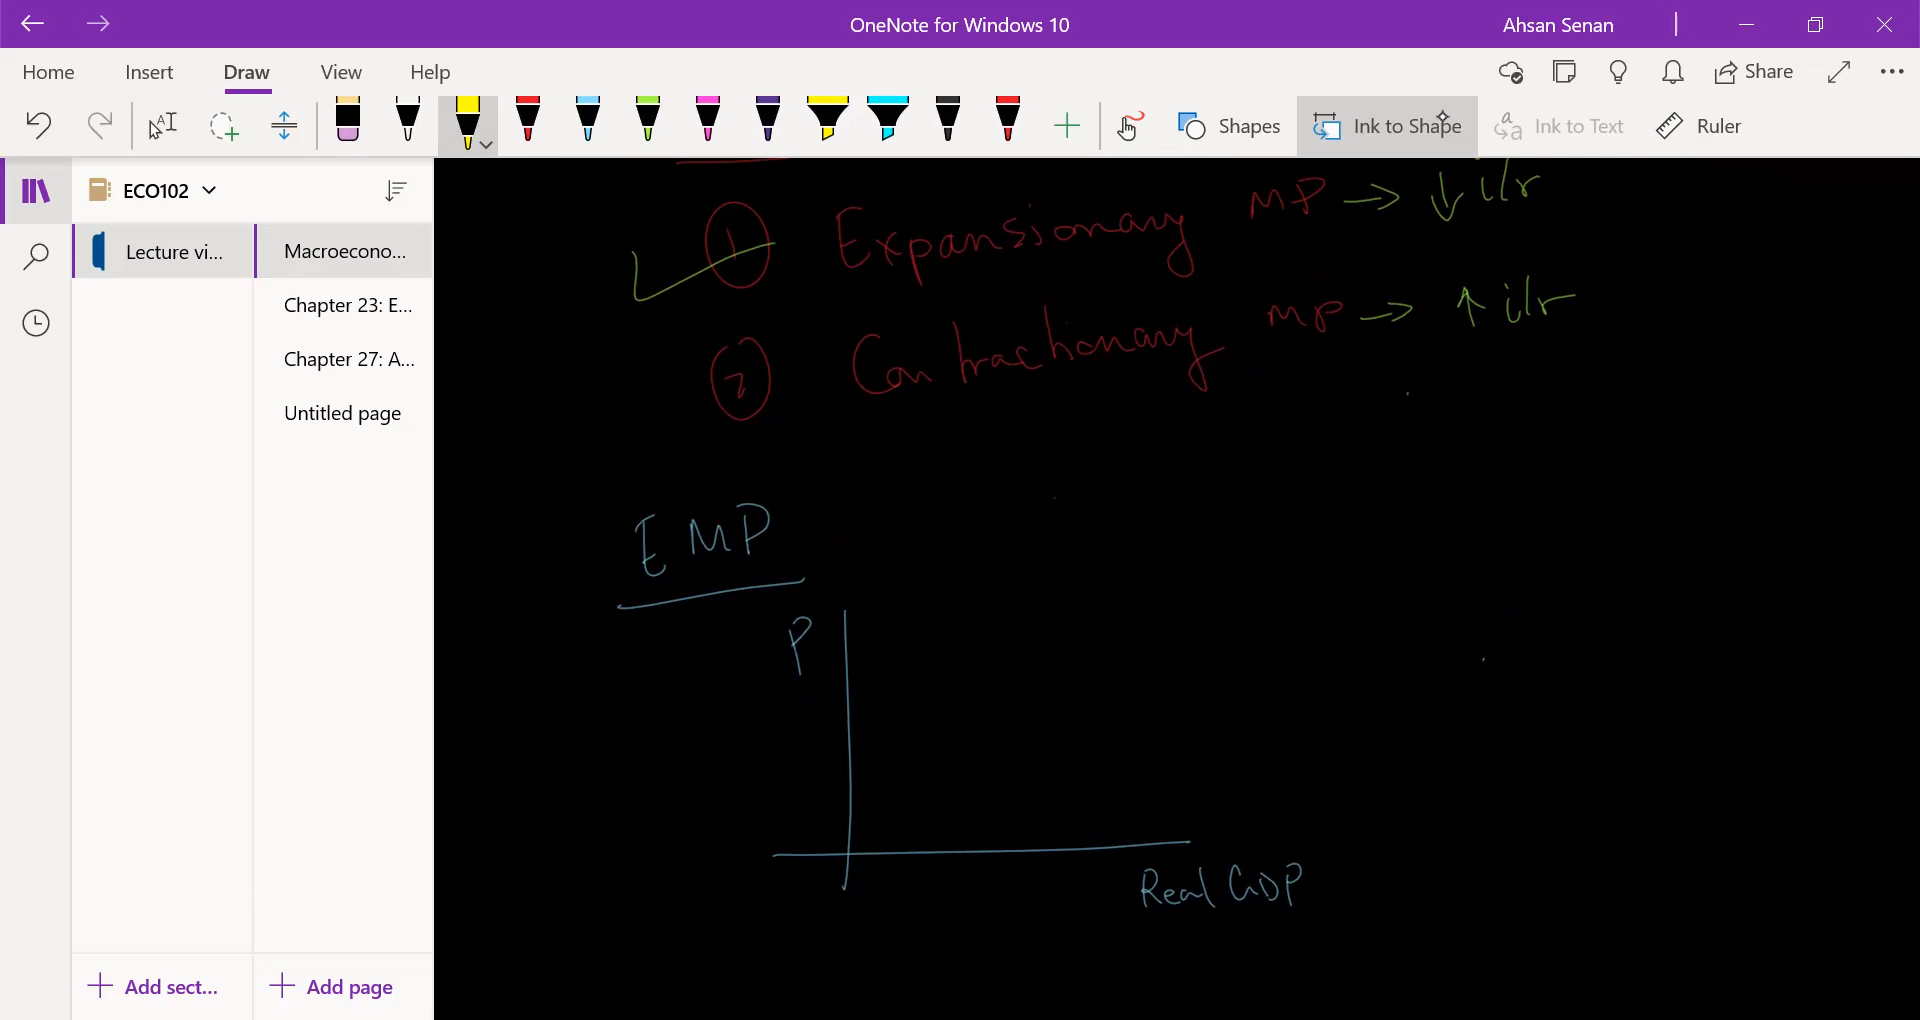 OneNote for Windows 10
Ahsan Senan
Home Insert Draw View Help
Share
Shapes Ink to Shape Ink to Text Ruler
ECO102
Lecture vi...
Macroecono...
Chapter 23: E...
Chapter 27: A...
Untitled page
1 Expansionary MP → ↓ i/r
2 Contractionary MP → ↑ i/r
EMP
P
Real GDP
Add sect...
Add page